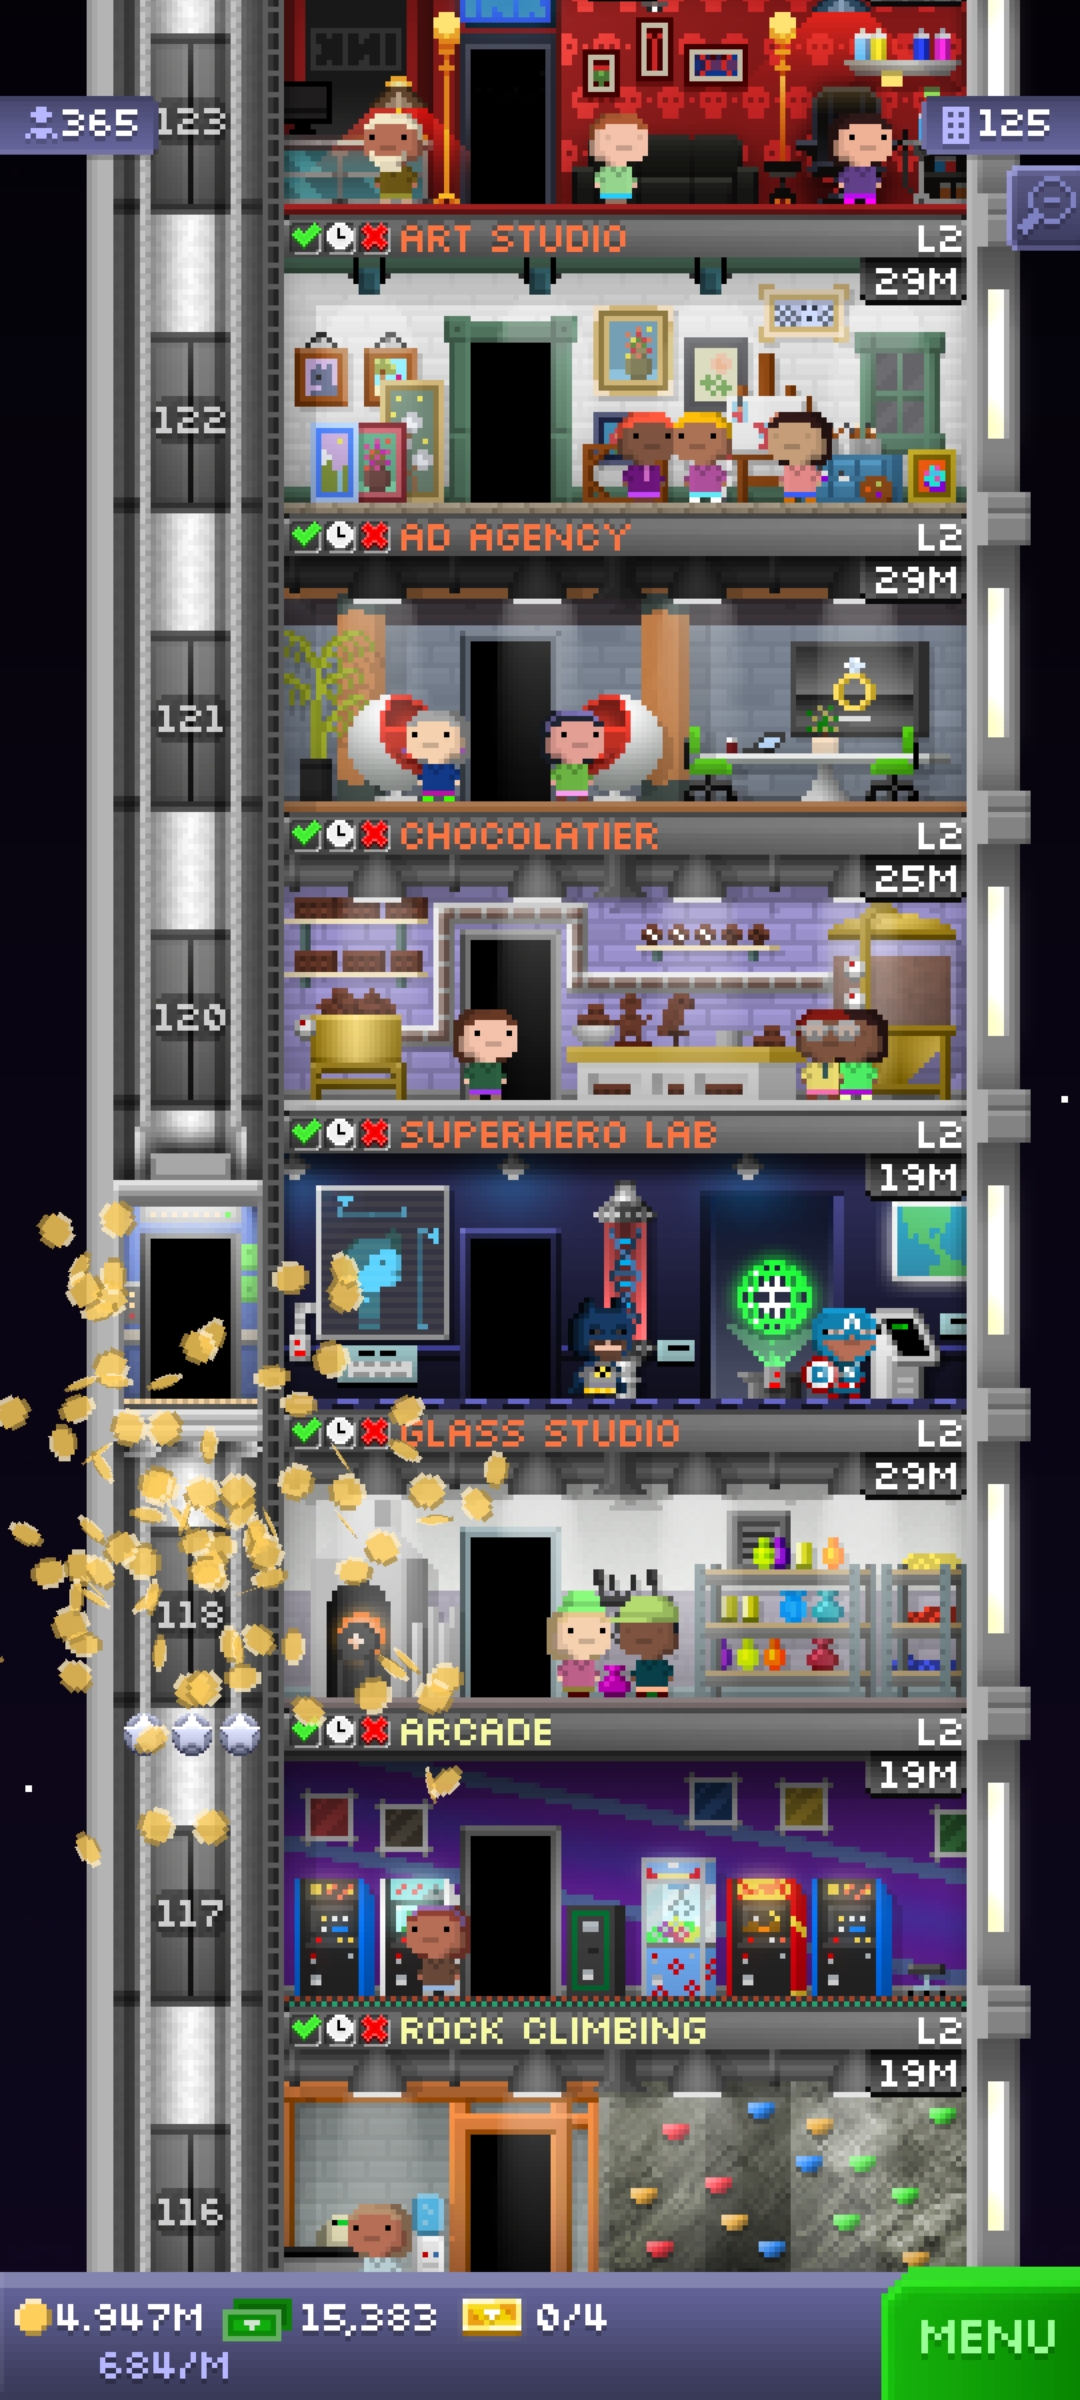 INK
365
123
125
ART STUDIO L2
29M
122
AD AGENCY L2
29M
121
CHOCOLATIER L2
25M
120
SUPERHERO LAB L2
19M
GLASS STUDIO L2
29M
118
ARCADE L2
19M
117
ROCK CLIMBING L2
19M
116
4.947M 15,383 0/4
684/M
MENU